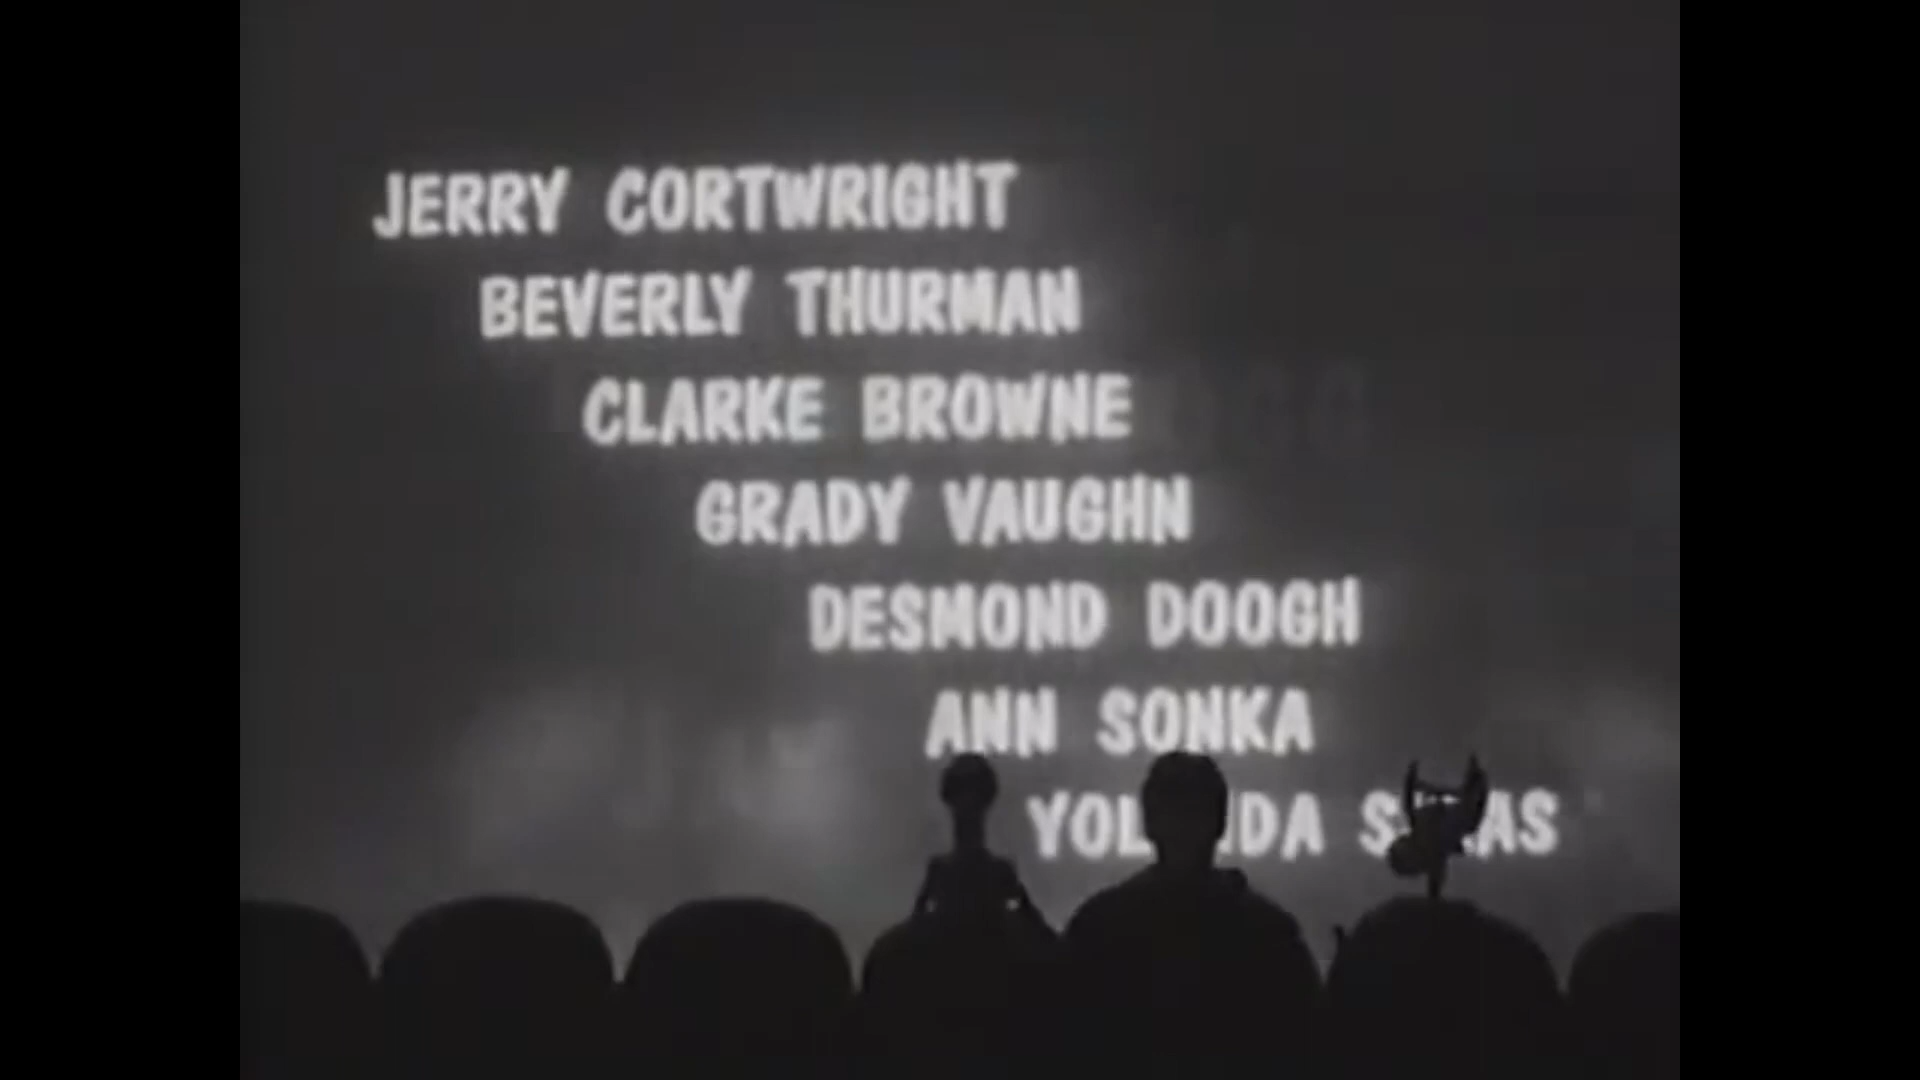 JERRY CORTWRIGHT
BEVERLY THURMAN
CLARKE BROWNE
GRADY VAUGHN
DESMOND DOOGH
ANN SONKA